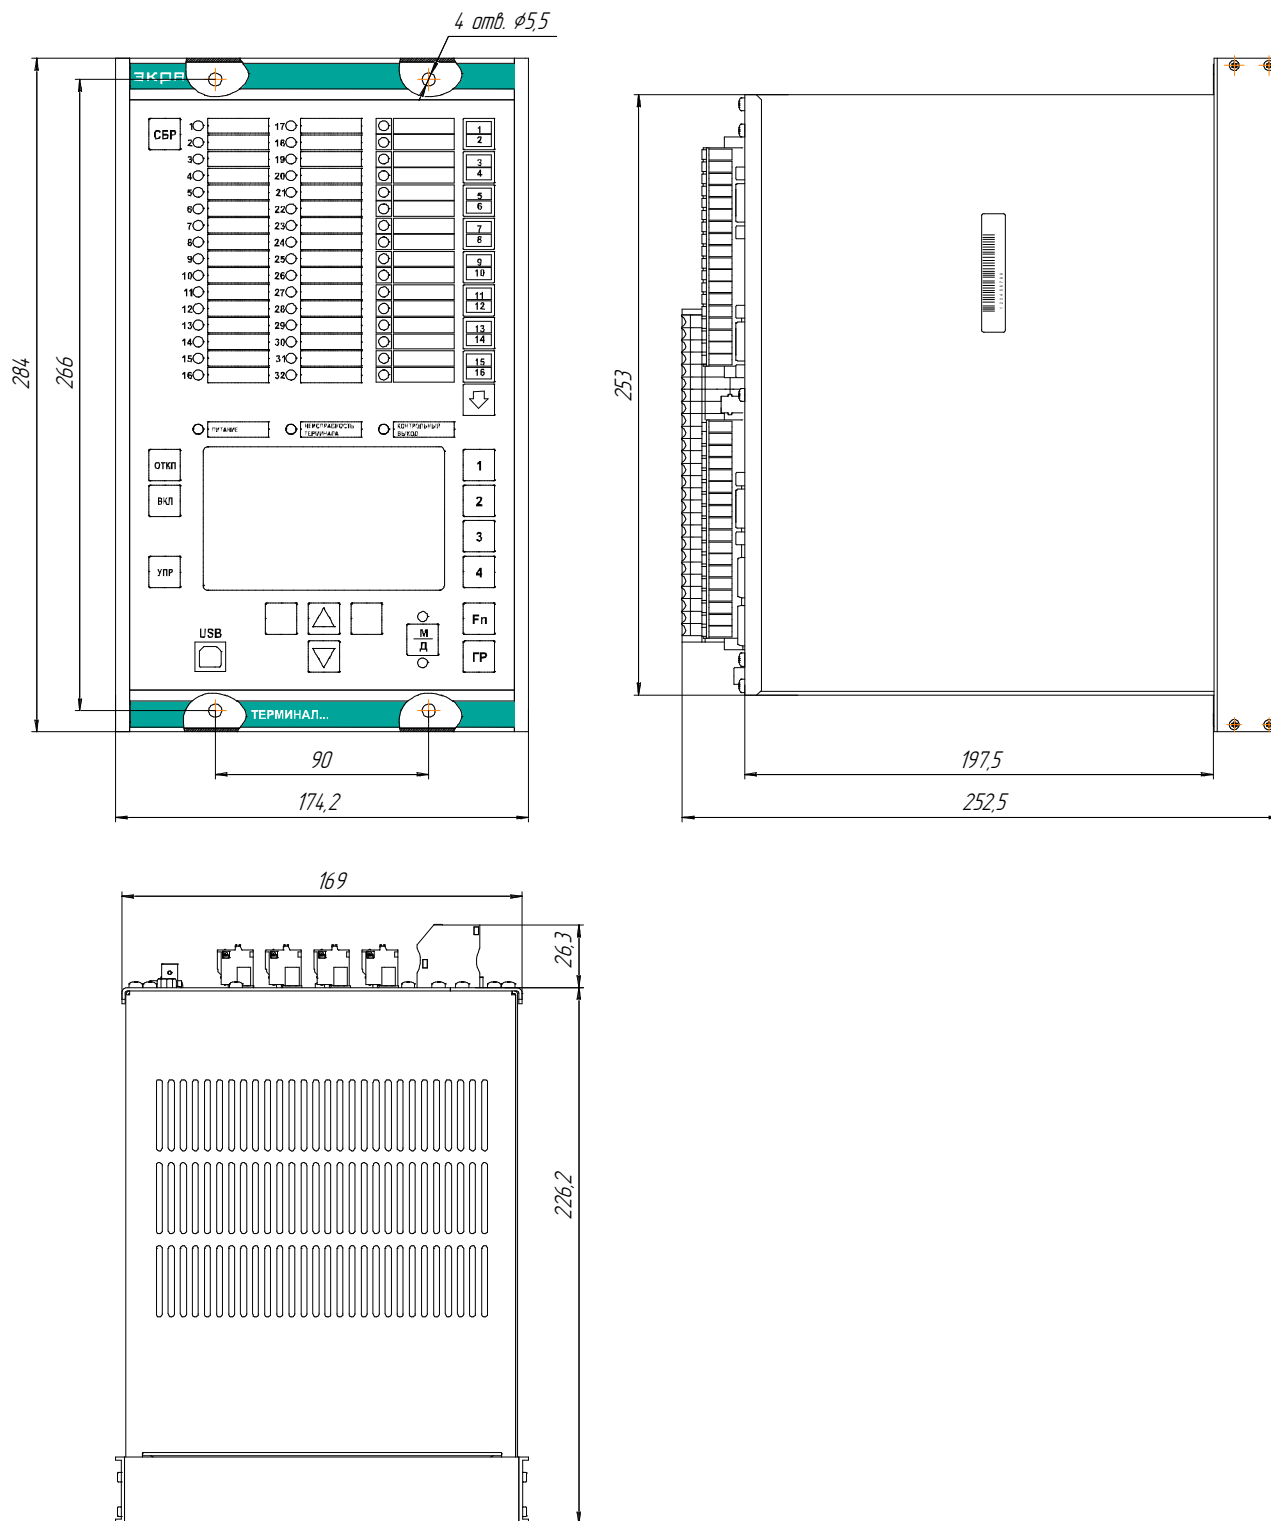 4 отв. ⌀5,5
ЭКРА
СБР
1 17 1
2 18 2
3 19 3
4 20 4
5 21 5
6 22 6
7 23 7
8 24 8
9 25 9
10 26 10
11 27 11
12 28 12
13 29 13
14 30 14
15 31 15
16 32 16
284
266
253
ПИТАНИЕ
НЕИСПРАВНОСТЬ
ТЕРМИНАЛА
КОНТРОЛЬНЫЙ
ВЫХОД
ОТКЛ
1
ВКЛ
2
3
УПР
4
USB
М
Д
Fn
ГР
ТЕРМИНАЛ...
90
174,2
197,5
252,5
169
26,3
226,2